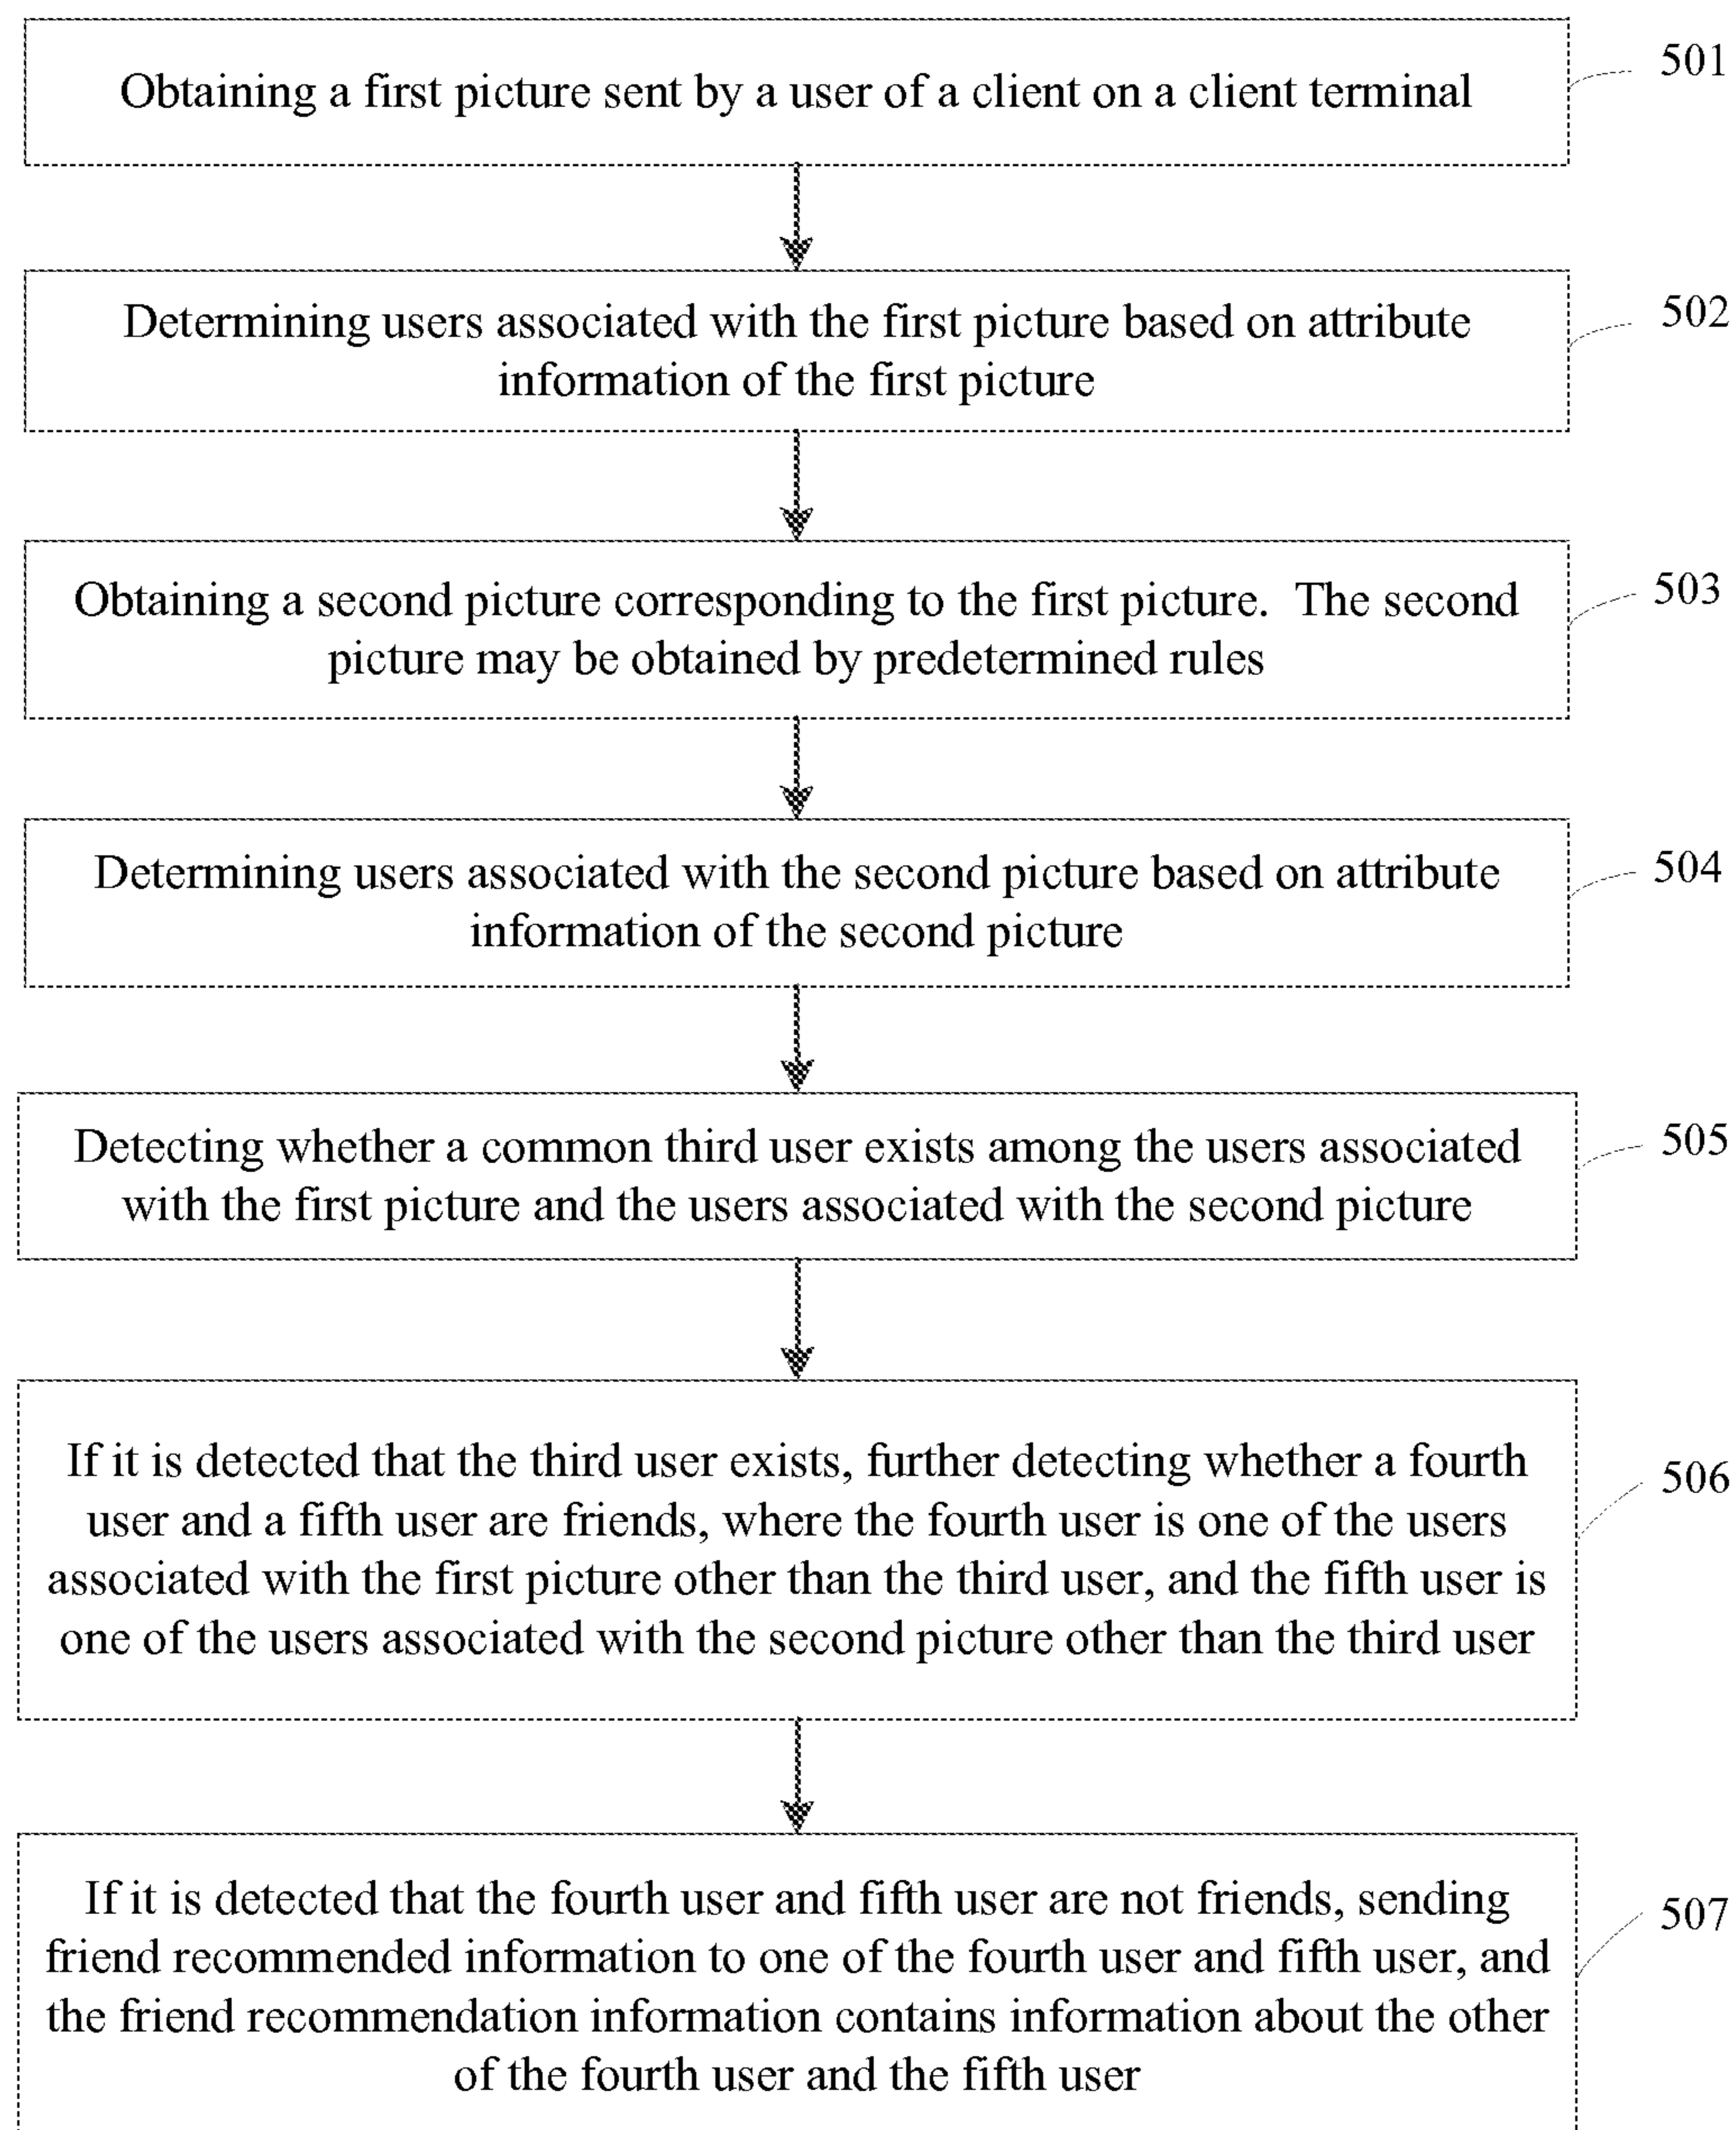 Obtaining a first picture sent by a user of a client on a client terminal
501
Determining users associated with the first picture based on attribute
information of the first picture
502
Obtaining a second picture corresponding to the first picture.  The second
picture may be obtained by predetermined rules
503
Determining users associated with the second picture based on attribute
information of the second picture
504
Detecting whether a common third user exists among the users associated
with the first picture and the users associated with the second picture
505
If it is detected that the third user exists, further detecting whether a fourth
user and a fifth user are friends, where the fourth user is one of the users
associated with the first picture other than the third user, and the fifth user is
one of the users associated with the second picture other than the third user
506
If it is detected that the fourth user and fifth user are not friends, sending
friend recommended information to one of the fourth user and fifth user, and
the friend recommendation information contains information about the other
of the fourth user and the fifth user
507